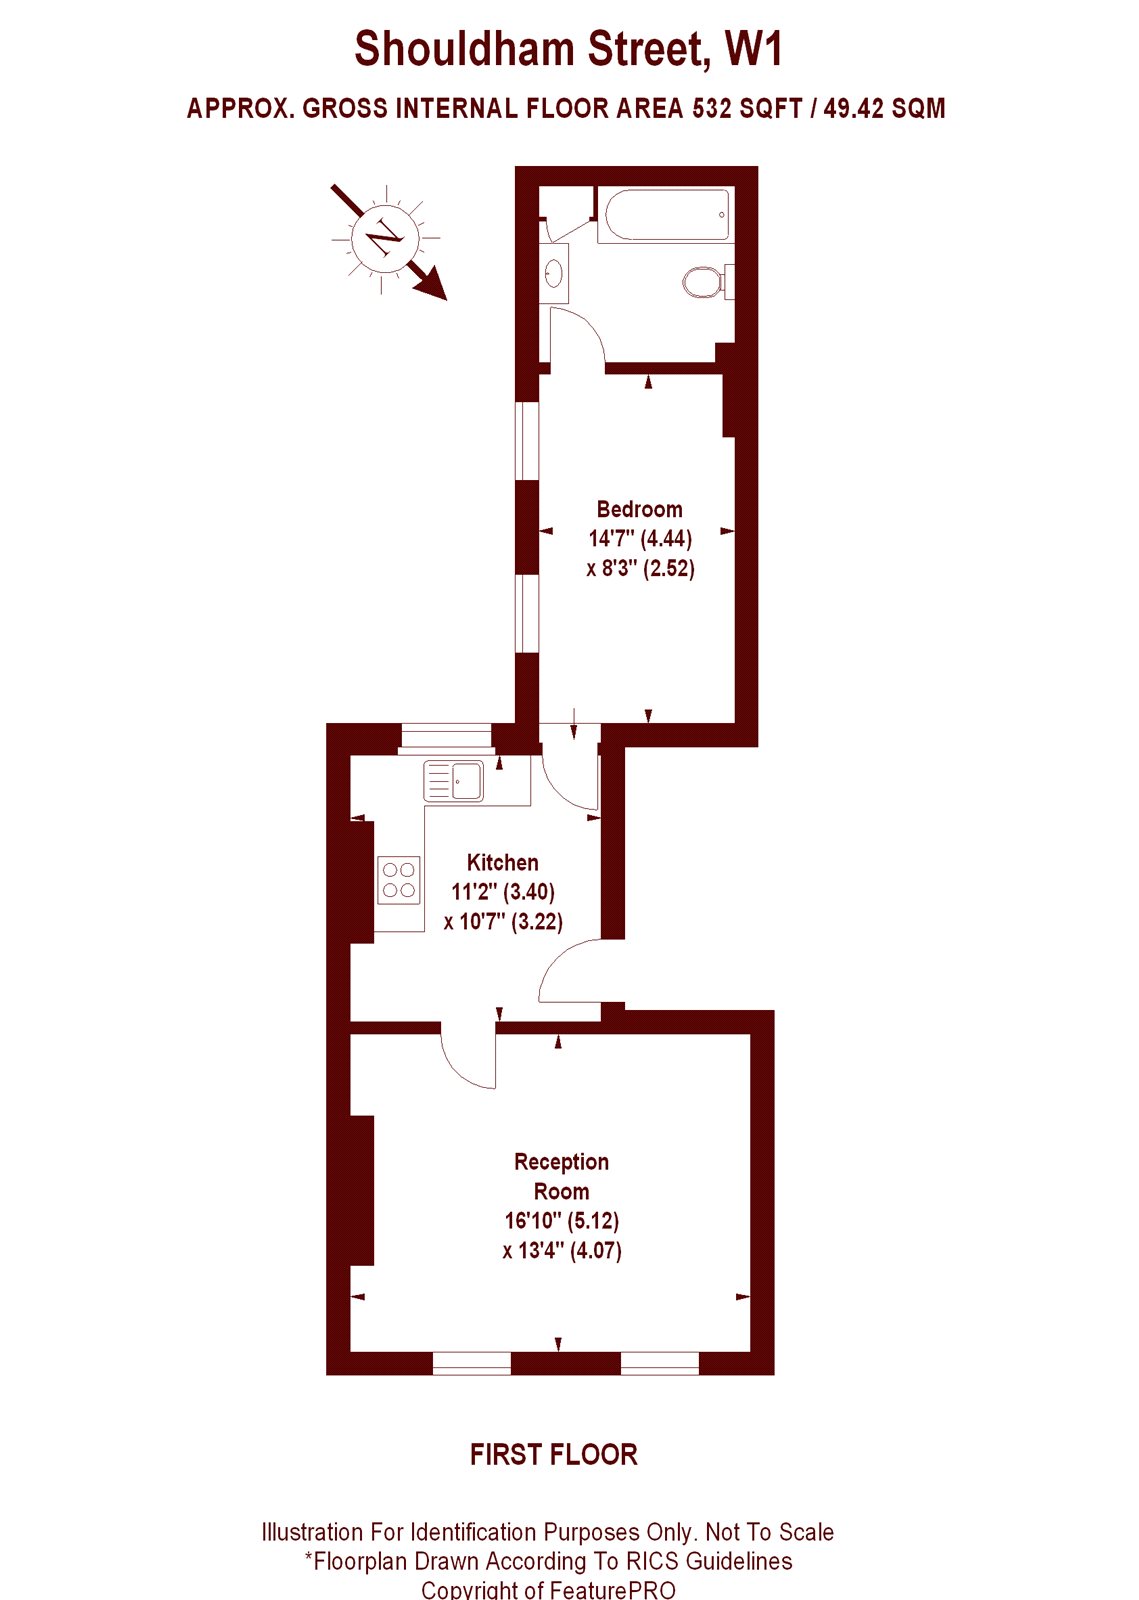 Shouldham Street, W1
APPROX. GROSS INTERNAL FLOOR AREA 532 SQFT / 49.42 SQM
N
Bedroom
14'7" (4.44)
x 8'3" (2.52)
Kitchen
11'2" (3.40)
x 10'7" (3.22)
Reception
Room
16'10" (5.12)
x 13'4" (4.07)
FIRST FLOOR
Illustration For Identification Purposes Only. Not To Scale
*Floorplan Drawn According To RICS Guidelines
Copyright of FeaturePRO